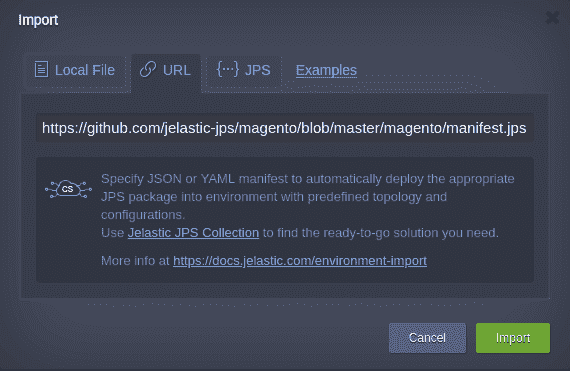 Import
Local File
URL
{···} JPS
Examples
https://github.com/jelastic-jps/magento/blob/master/magento/manifest.jps
CS
Specify JSON or YAML manifest to automatically deploy the appropriate
JPS package into environment with predefined topology and
configurations.
Use Jelastic JPS Collection to find the ready-to-go solution you need.
More info at https://docs.jelastic.com/environment-import
Cancel
Import